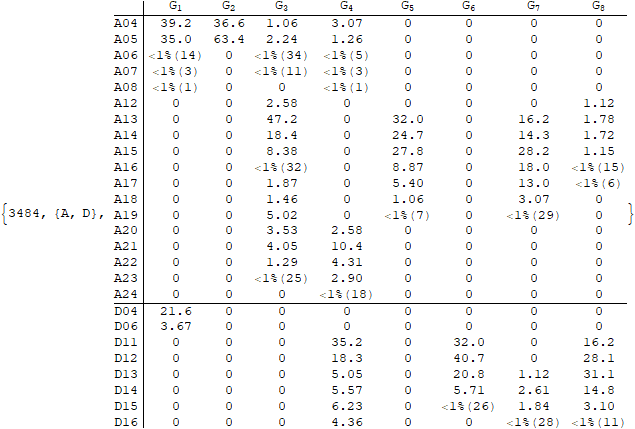 G1 G2 G3 G4 G5 G6 G7 G8
A04 39.2 36.6 1.06 3.07 0 0 0 0
A05 35.0 63.4 2.24 1.26 0 0 0 0
A06 <1%(14) 0 <1%(34) <1%(5) 0 0 0 0
A07 <1%(3) 0 <1%(11) <1%(3) 0 0 0 0
A08 <1%(1) 0 0 <1%(1) 0 0 0 0
A12 0 0 2.58 0 0 0 0 1.12
A13 0 0 47.2 0 32.0 0 16.2 1.78
A14 0 0 18.4 0 24.7 0 14.3 1.72
A15 0 0 8.38 0 27.8 0 28.2 1.15
A16 0 0 <1%(32) 0 8.87 0 18.0 <1%(15)
A17 0 0 1.87 0 5.40 0 13.0 <1%(6)
A18 0 0 1.46 0 1.06 0 3.07 0
{3484, {A, D}, A19 0 0 5.02 0 <1%(7) 0 <1%(29) 0 }
A20 0 0 3.53 2.58 0 0 0 0
A21 0 0 4.05 10.4 0 0 0 0
A22 0 0 1.29 4.31 0 0 0 0
A23 0 0 <1%(25) 2.90 0 0 0 0
A24 0 0 0 <1%(18) 0 0 0 0
D04 21.6 0 0 0 0 0 0 0
D06 3.67 0 0 0 0 0 0 0
D11 0 0 0 35.2 0 32.0 0 16.2
D12 0 0 0 18.3 0 40.7 0 28.1
D13 0 0 0 5.05 0 20.8 1.12 31.1
D14 0 0 0 5.57 0 5.71 2.61 14.8
D15 0 0 0 6.23 0 <1%(26) 1.84 3.10
D16 0 0 0 4.36 0 0 <1%(28) <1%(11)